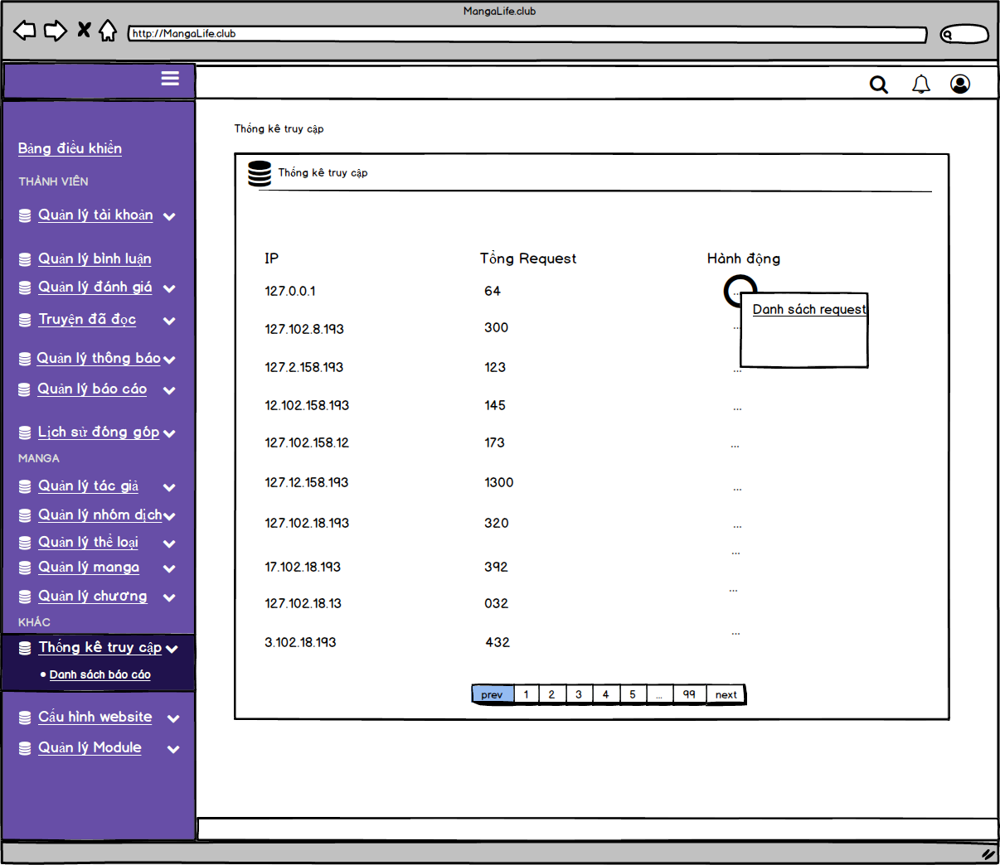 MangaLife.club
http://MangaLife.club
Bảng điều khiển
THÀNH VIÊN
Quản lý tài khoản
Quản lý bình luận
Quản lý đánh giá
Truyện đã đọc
Quản lý thông báo
Quản lý báo cáo
Lịch sử đóng góp
MANGA
Quản lý tác giả
Quản lý nhóm dịch
Quản lý thể loại
Quản lý manga
Quản lý chương
KHÁC
Thống kê truy cập
• Danh sách báo cáo
Cấu hình website
Quản lý Module
Thống kê truy cập
Thống kê truy cập
IP Tổng Request Hành động
127.0.0.1 64 ...
Danh sách request
127.102.8.193 300 ...
127.2.158.193 123 ...
12.102.158.193 145 ...
127.102.158.12 173 ...
127.12.158.193 1300 ...
127.102.18.193 320 ...
17.102.18.193 392 ...
127.102.18.13 032 ...
3.102.18.193 432 ...
prev 1 2 3 4 5 ... 99 next